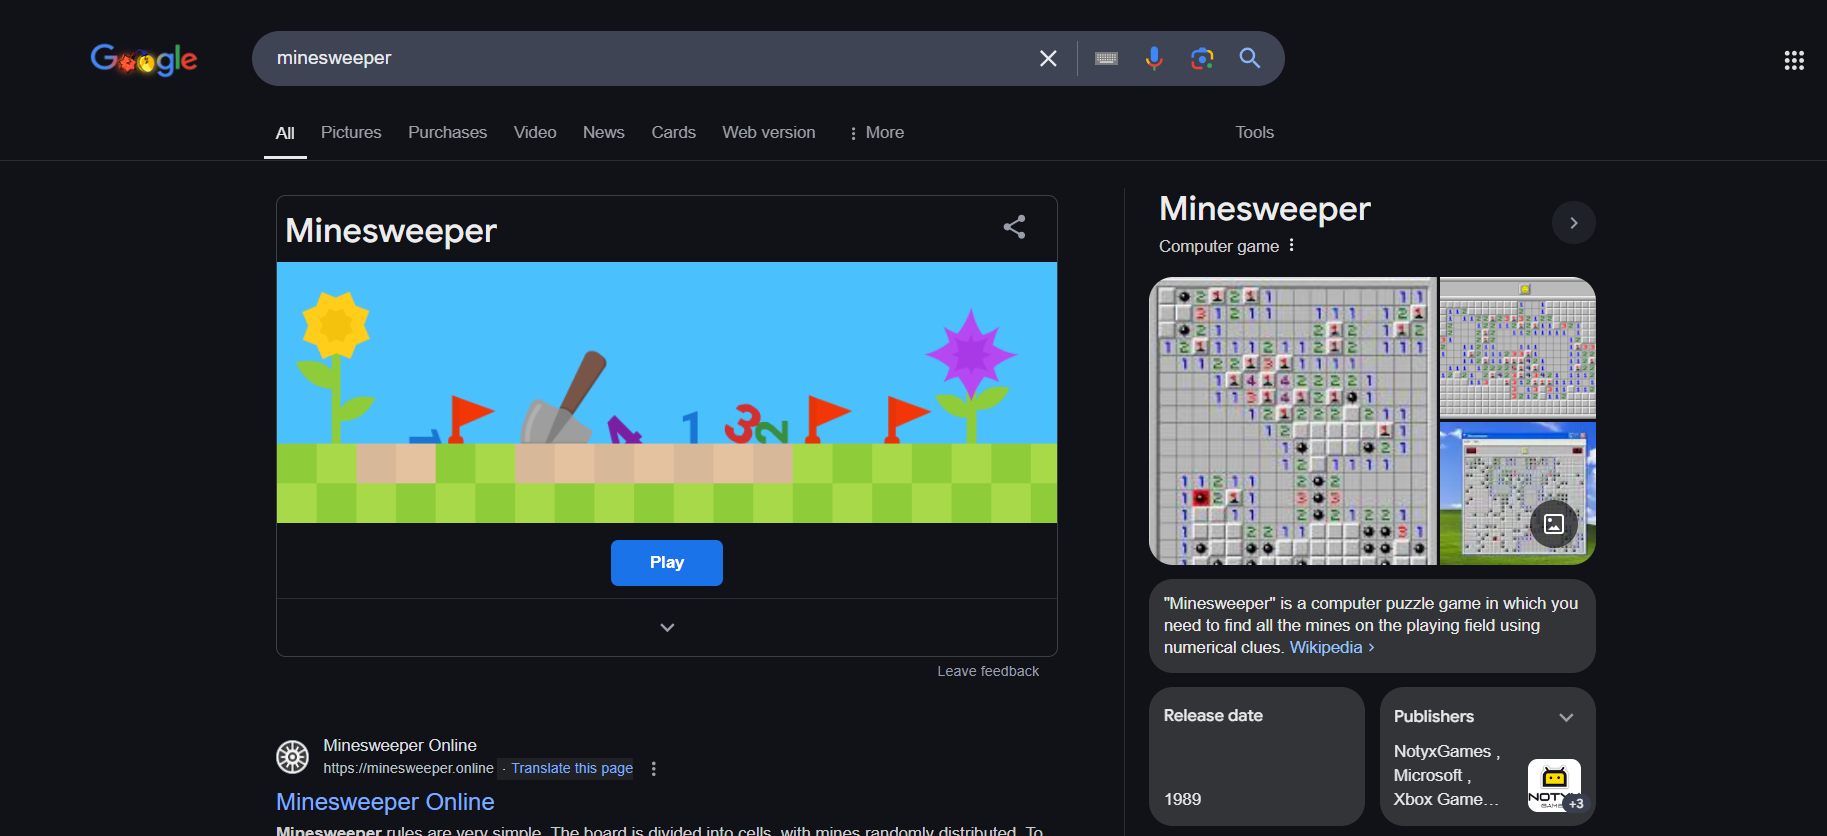 Google
minesweeper
All
Pictures
Purchases
Video
News
Cards
Web version
More
Tools
Minesweeper
4
1
3
2
Play
Leave feedback
Minesweeper Online
https://minesweeper.online · Translate this page
Minesweeper Online
Minesweeper rules are very simple. The board is divided into cells, with mines randomly distributed. To
Minesweeper
Computer game
"Minesweeper" is a computer puzzle game in which you
need to find all the mines on the playing field using
numerical clues. Wikipedia
Release date
1989
Publishers
NotyxGames ,
Microsoft ,
Xbox Game…
+3